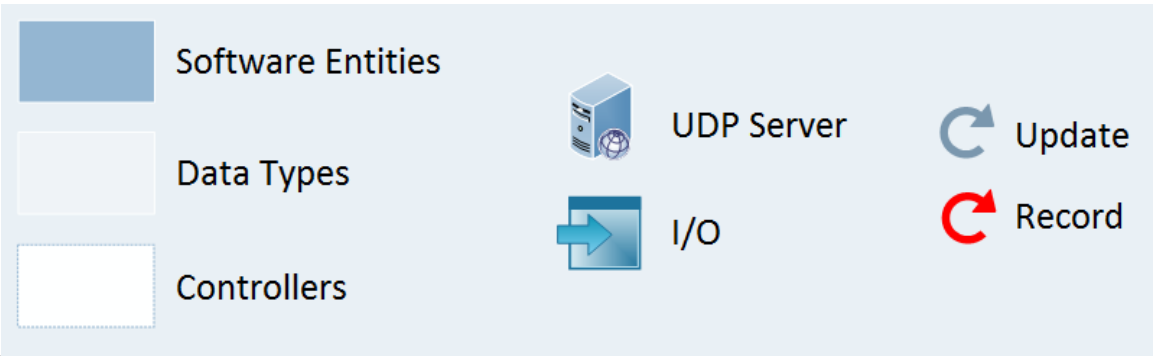 Software Entities
Data Types
Controllers
UDP Server
I/O
Update
Record